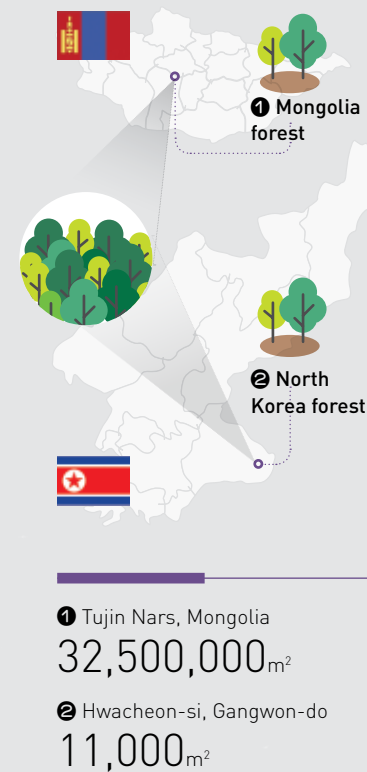 ❶ Mongolia
forest
❷ North
Korea forest
❶ Tujin Nars, Mongolia
32,500,000m²
❷ Hwacheon-si, Gangwon-do
11,000m²